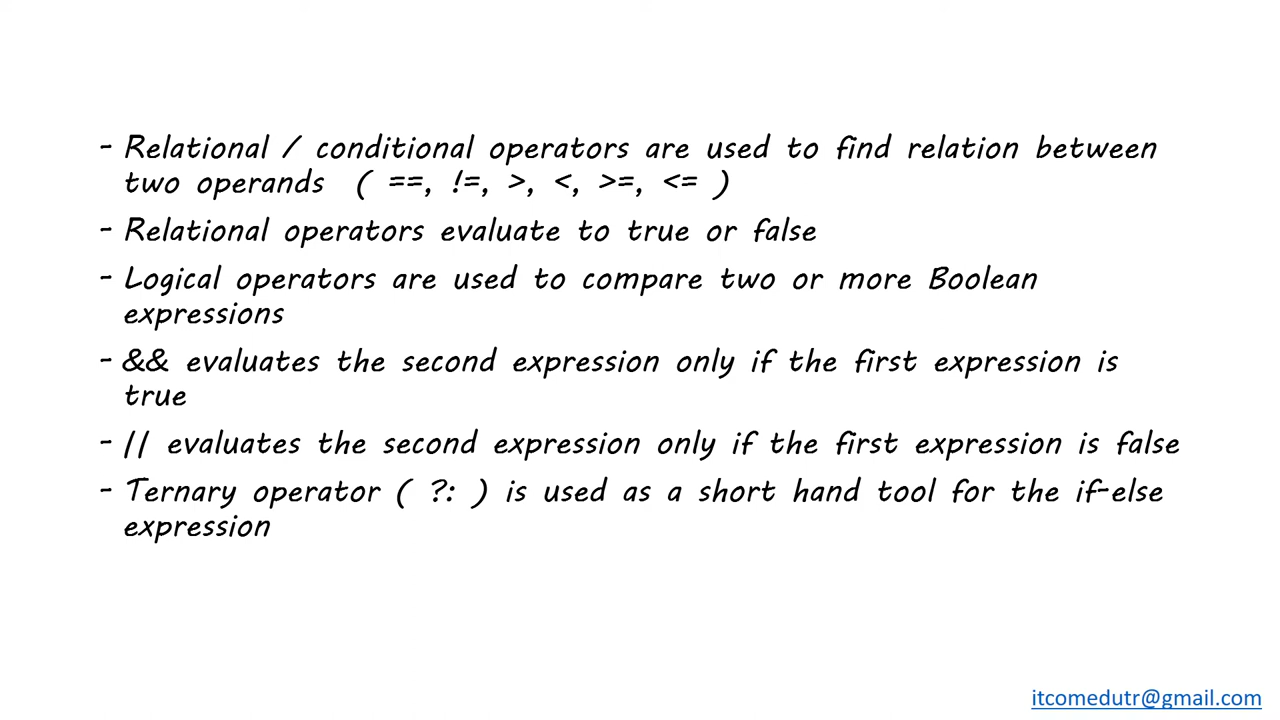 - Relational / conditional operators are used to find relation between
two operands ( ==, !=, >, <, >=, <= )
- Relational operators evaluate to true or false
- Logical operators are used to compare two or more Boolean
expressions
- && evaluates the second expression only if the first expression is
true
- || evaluates the second expression only if the first expression is false
- Ternary operator ( ?: ) is used as a short hand tool for the if-else
expression
itcomedutr@gmail.com